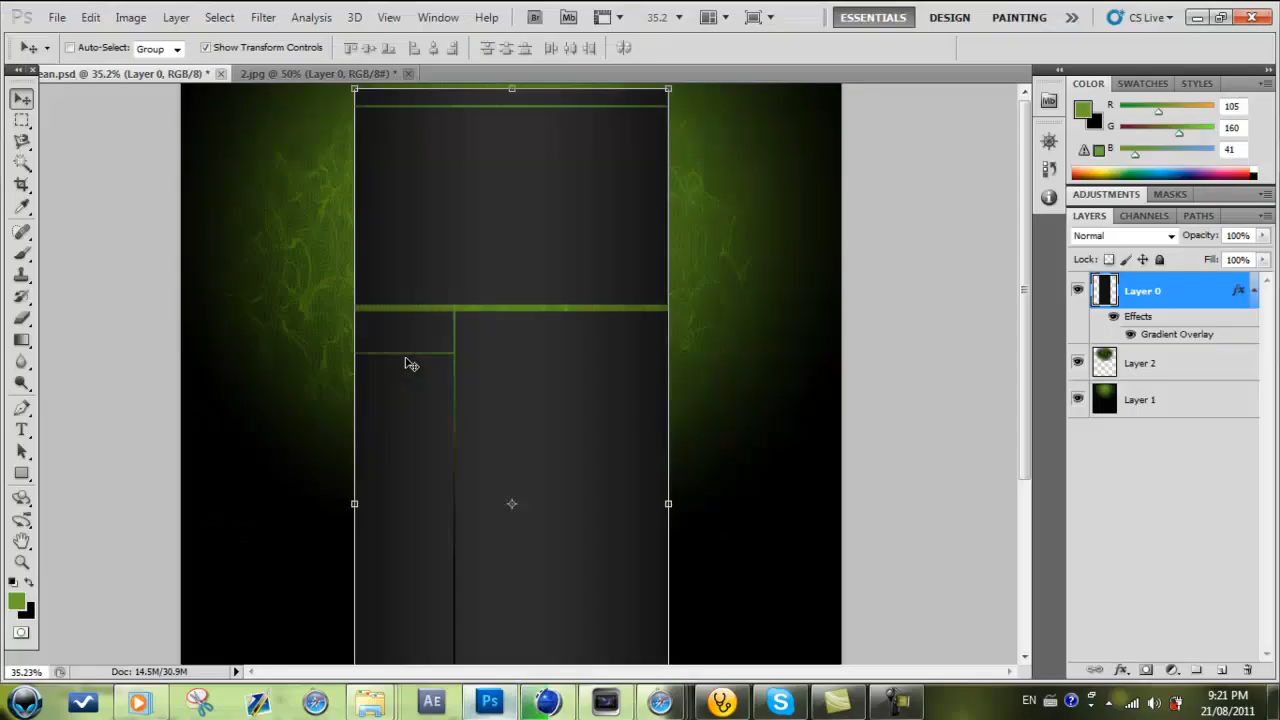 Ps File Edit Image Layer Select Filter Analysis 3D View Window Help Br Mb 35.2 ESSENTIALS DESIGN PAINTING CS Live
Auto-Select: Group Show Transform Controls
ean.psd @ 35.2% (Layer 0, RGB/8) * 2.jpg @ 50% (Layer 0, RGB/8#) *
COLOR SWATCHES STYLES
Mb
R 105
G 160
B 41
ADJUSTMENTS MASKS
LAYERS CHANNELS PATHS
Normal Opacity: 100%
Lock: Fill: 100%
Layer 0 fx
Effects
Gradient Overlay
Layer 2
Layer 1
T
35.23% Doc: 14.5M/30.9M
fx
AE Ps S EN 9:21 PM
21/08/2011